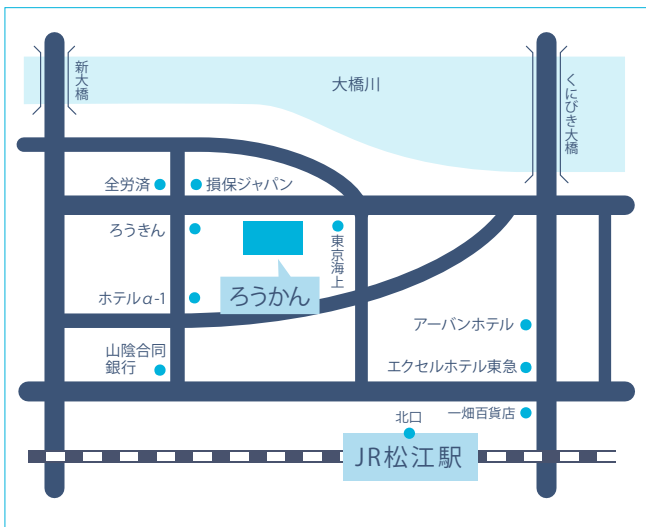 新大橋
大橋川
くにびき大橋
全労済
損保ジャパン
ろうきん
東京海上
ろうかん
ホテルα-1
アーバンホテル
山陰合同
銀行
エクセルホテル東急
北口
一畑百貨店
JR松江駅